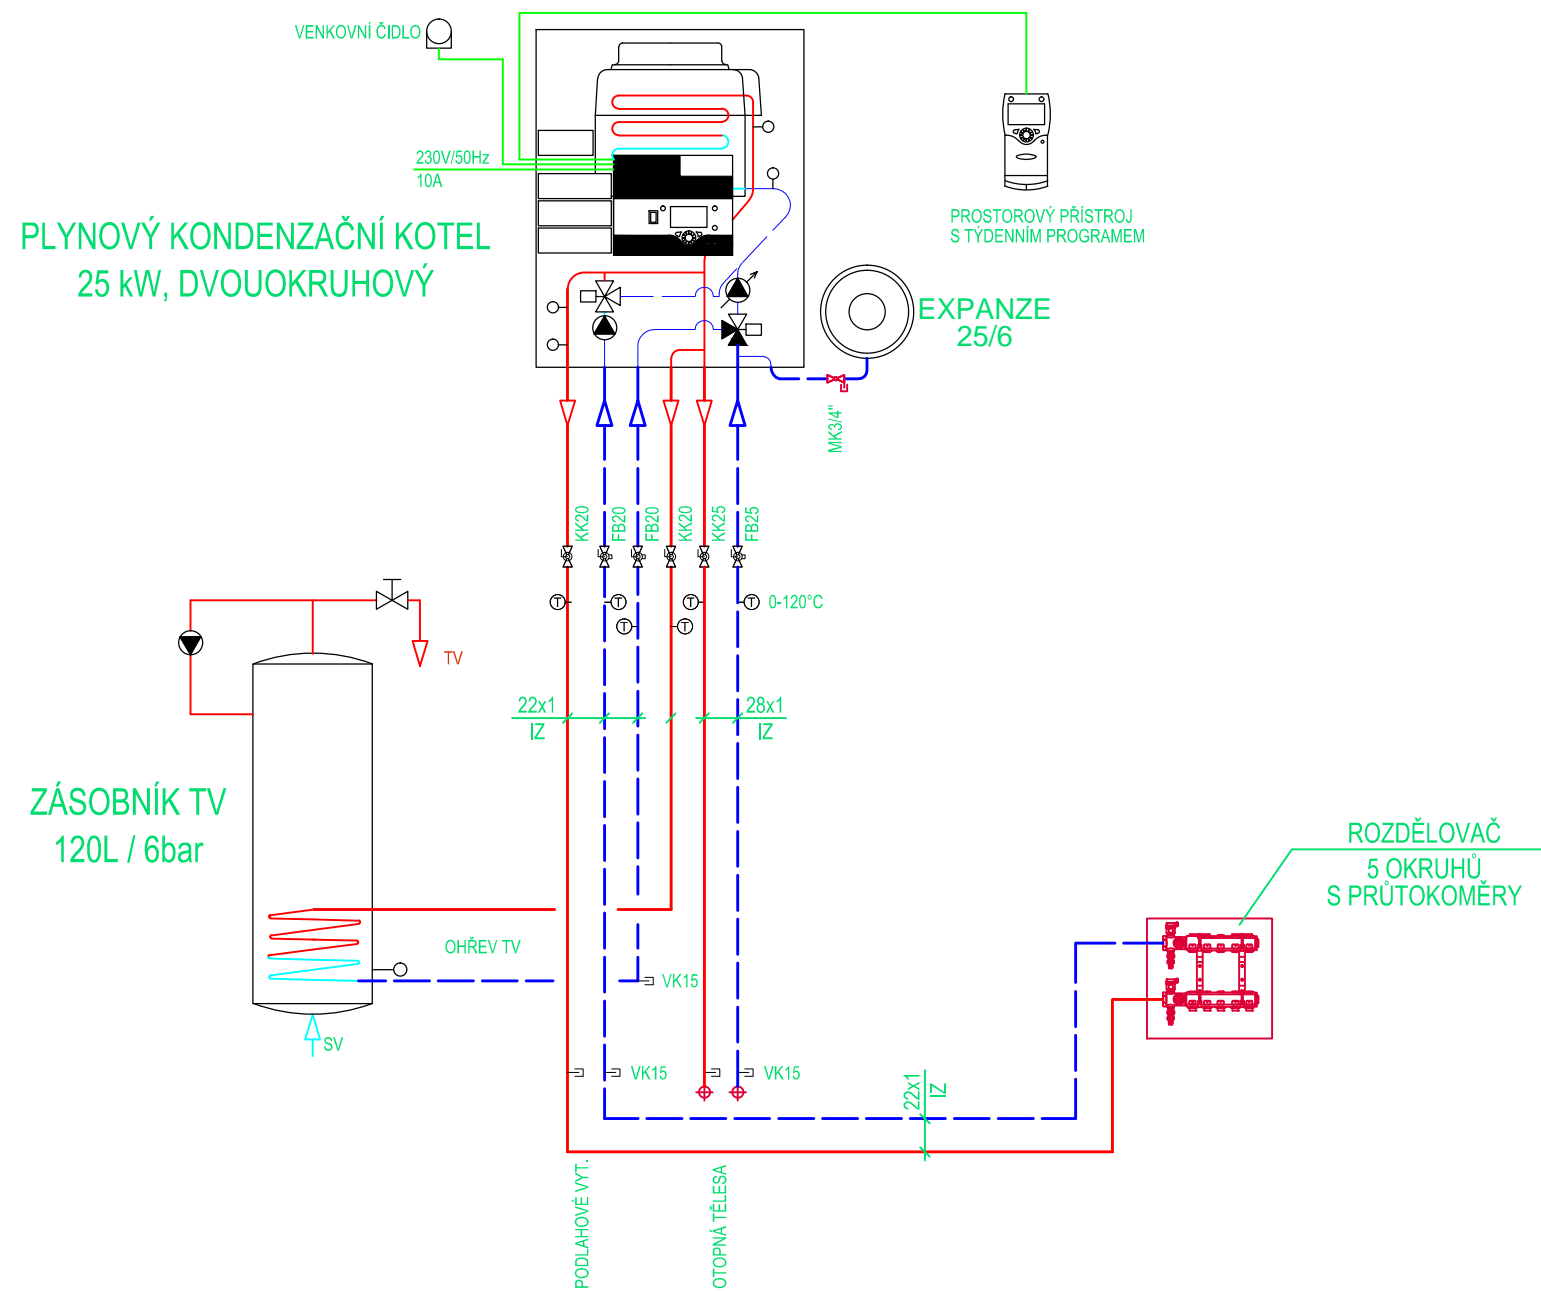 VENKOVNÍ ČIDLO
230V/50Hz
10A
PLYNOVÝ KONDENZAČNÍ KOTEL
25 kW, DVOUOKRUHOVÝ
PROSTOROVÝ PŘÍSTROJ
S TÝDENNÍM PROGRAMEM
EXPANZE
25/6
MK3/4"
KK20
FB20
FB20
KK20
KK25
FB25
T
T
T
T
0-120°C
T
T
TV
22x1
IZ
28x1
IZ
ZÁSOBNÍK TV
120L / 6bar
ROZDĚLOVAČ
5 OKRUHŮ
S PRŮTOKOMĚRY
OHŘEV TV
VK15
SV
VK15
VK15
22x1
IZ
PODLAHOVÉ VYT.
OTOPNÁ TĚLESA